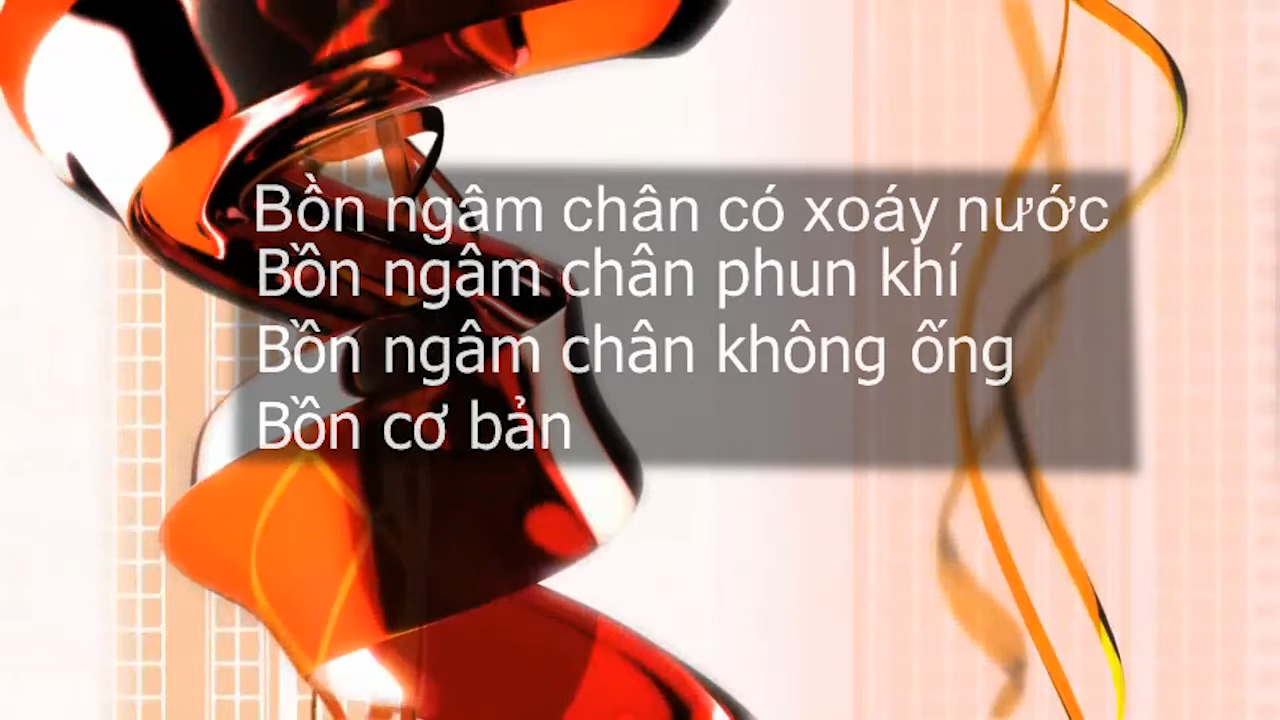 Bồn ngâm chân có xoáy nước
Bồn ngâm chân phun khí
Bồn ngâm chân không ống
Bồn cơ bản